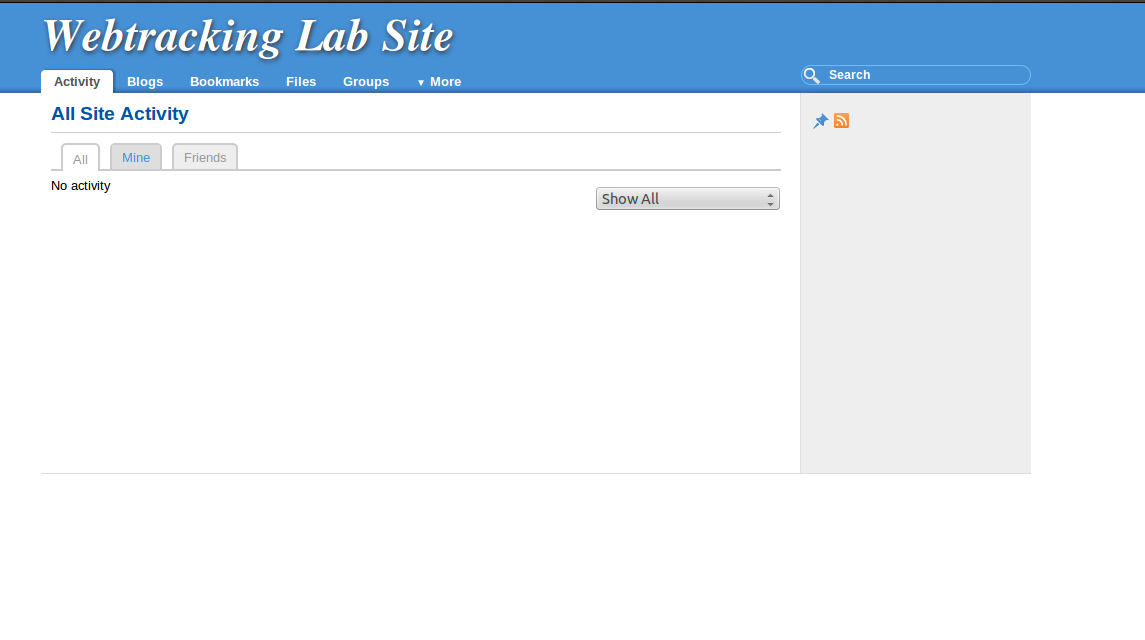 Webtracking Lab Site
Activity Blogs Bookmarks Files Groups ▼ More Search
All Site Activity
All Mine Friends
No activity
Show All